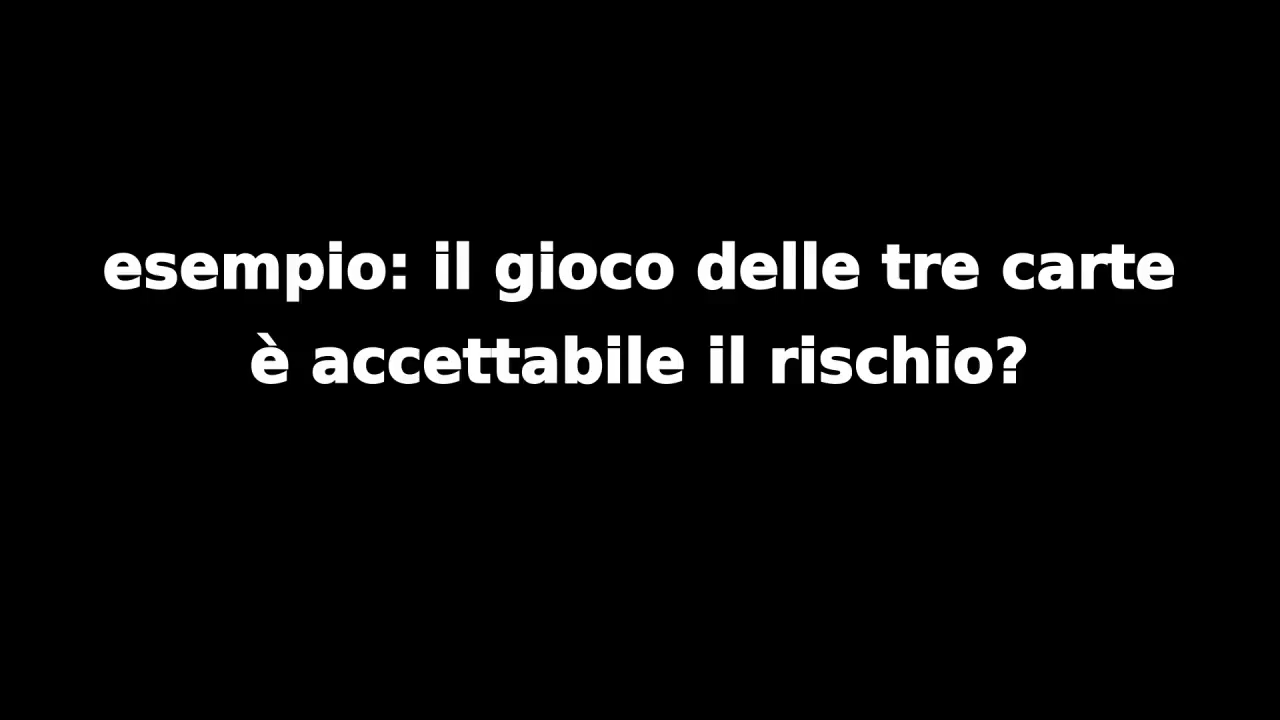 esempio: il gioco delle tre carte
è accettabile il rischio?